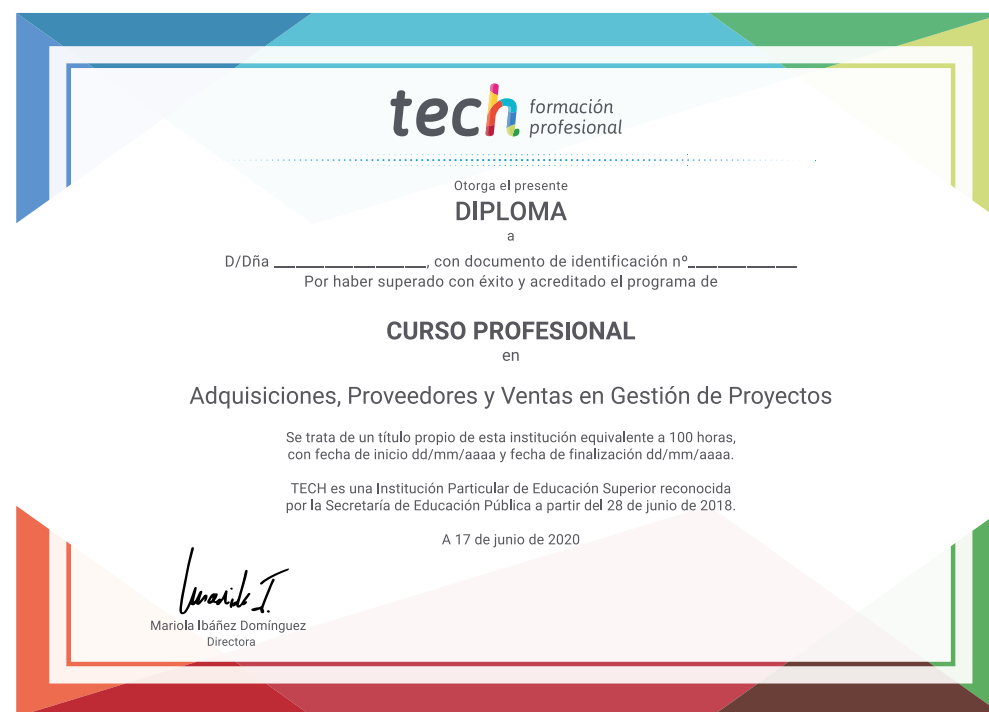 tech formación
profesional
Otorga el presente
DIPLOMA
a
D/Dña ____________________, con documento de identificación nº______________
Por haber superado con éxito y acreditado el programa de
CURSO PROFESIONAL
en
Adquisiciones, Proveedores y Ventas en Gestión de Proyectos
Se trata de un título propio de esta institución equivalente a 100 horas,
con fecha de inicio dd/mm/aaaa y fecha de finalización dd/mm/aaaa.
TECH es una Institución Particular de Educación Superior reconocida
por la Secretaría de Educación Pública a partir del 28 de junio de 2018.
A 17 de junio de 2020
Mariola Ibáñez Domínguez
Directora